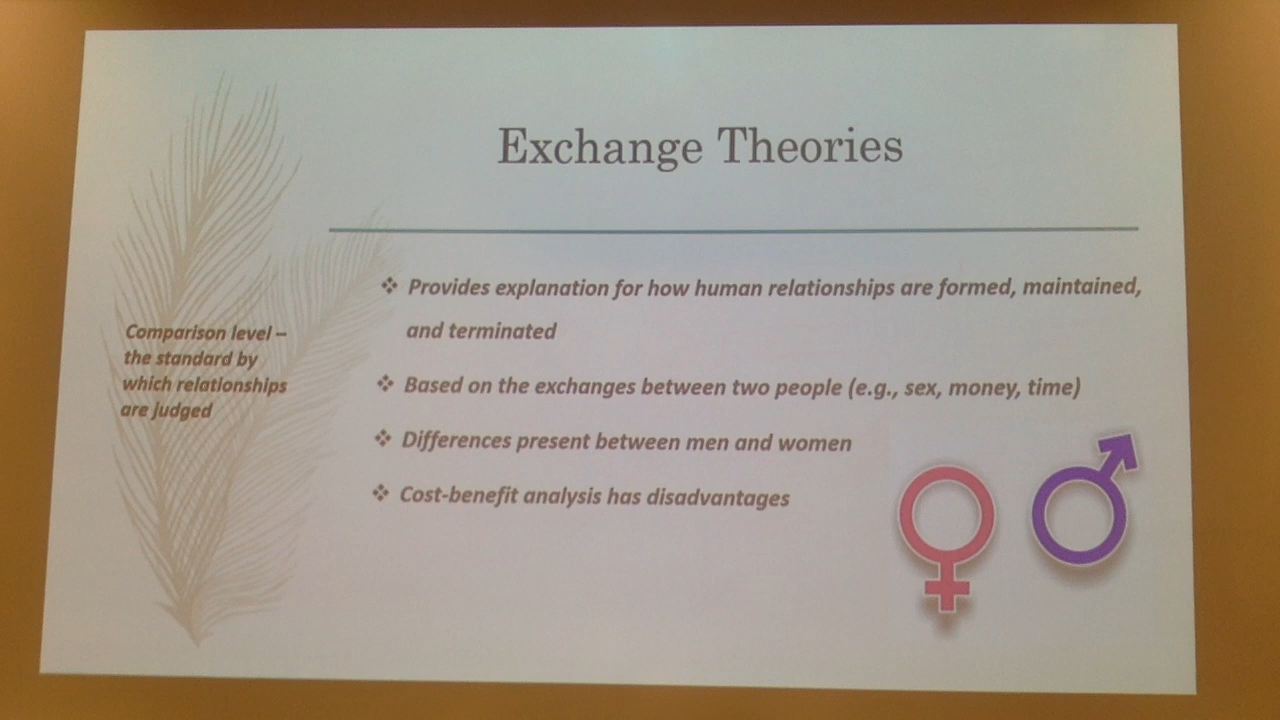 Exchange Theories
Comparison level –
the standard by
which relationships
are judged
❖ Provides explanation for how human relationships are formed, maintained,
and terminated
❖ Based on the exchanges between two people (e.g., sex, money, time)
❖ Differences present between men and women
❖ Cost-benefit analysis has disadvantages